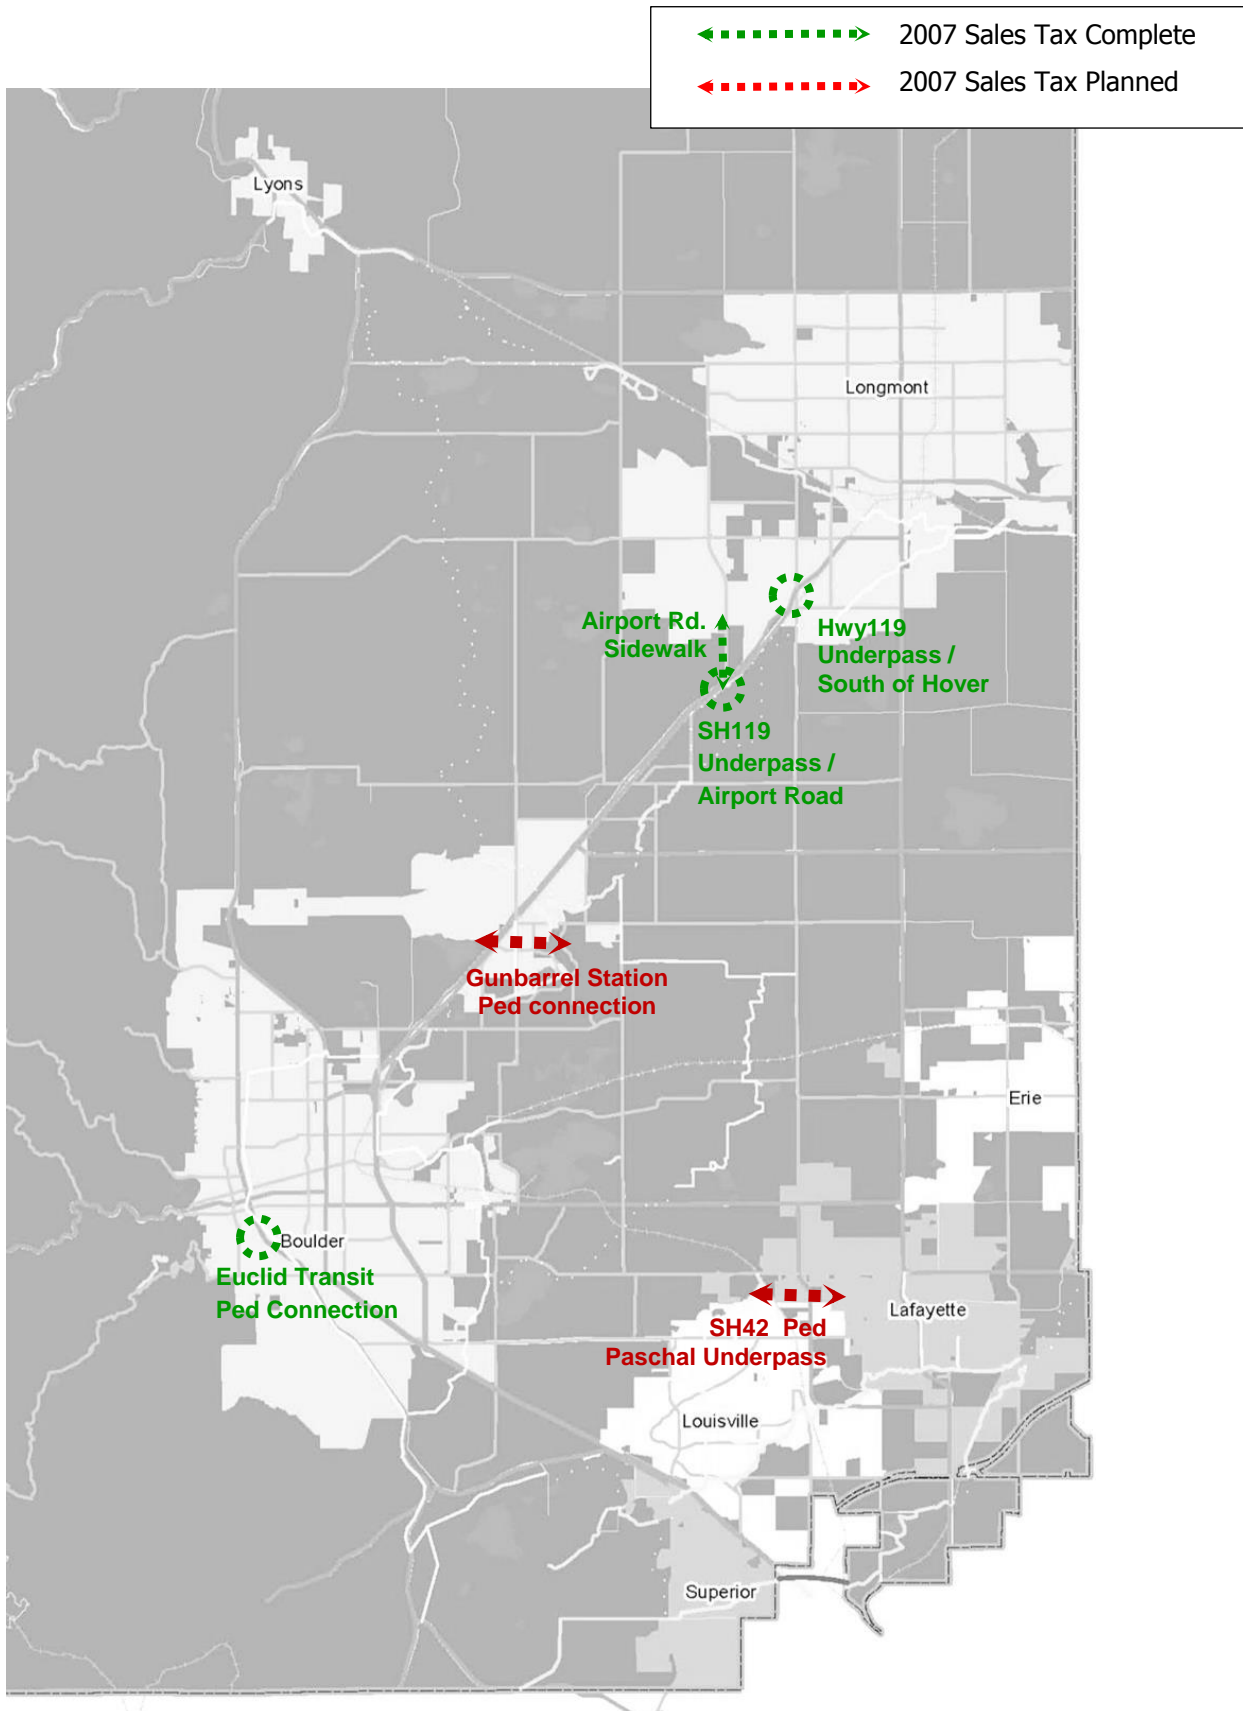 2007 Sales Tax Complete
2007 Sales Tax Planned
Lyons
Longmont
Airport Rd.
Sidewalk
Hwy119
Underpass /
South of Hover
SH119
Underpass /
Airport Road
Gunbarrel Station
Ped connection
Erie
Boulder
Euclid Transit
Ped Connection
Lafayette
SH42  Ped
Paschal Underpass
Louisville
Superior